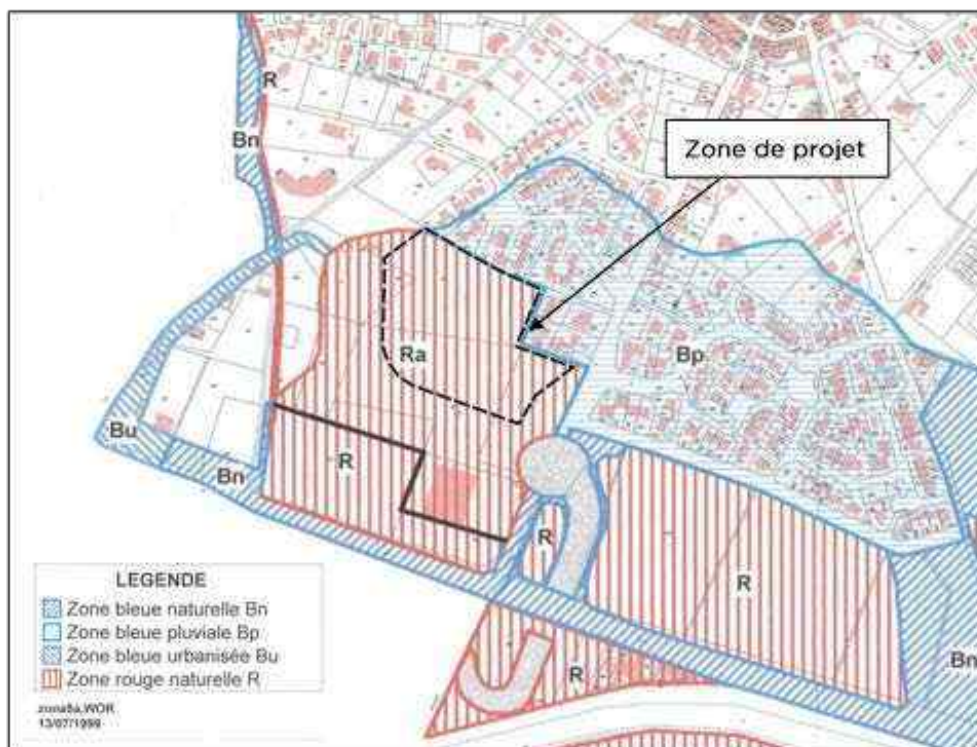 R
Bn
Zone de projet
Ra
Bp
Bu
Bn
R
R
R
Bn
R
LEGENDE
Zone bleue naturelle Bn
Zone bleue pluviale Bp
Zone bleue urbanisée Bu
Zone rouge naturelle R
zone8a.WOR
13/07/1999